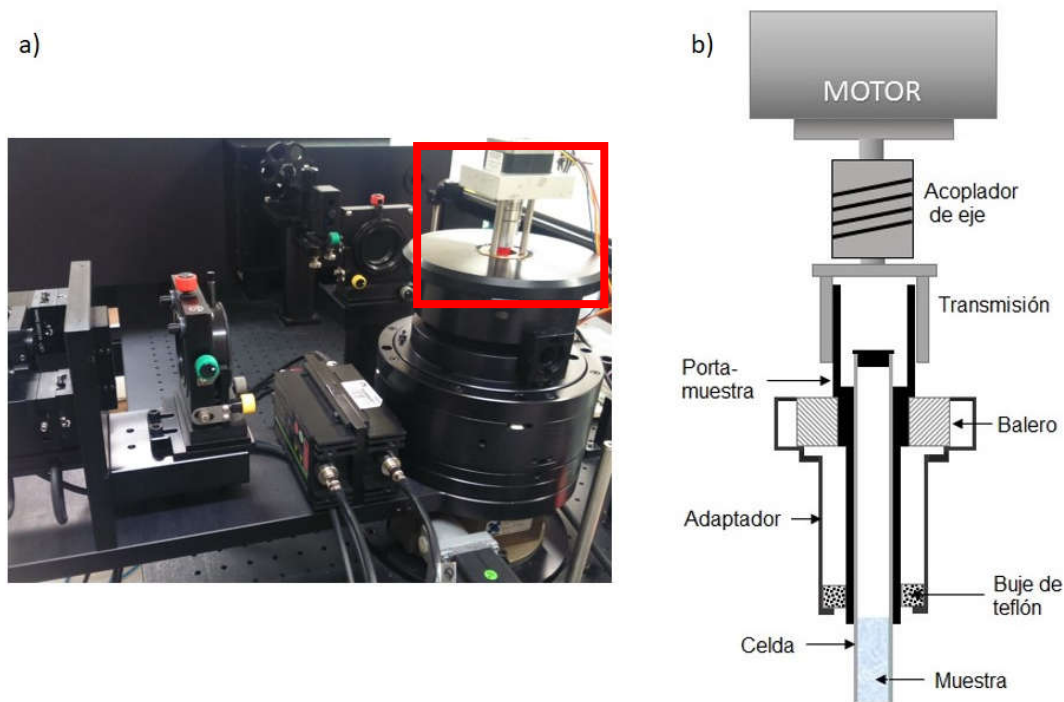 a)
b)
MOTOR
Acoplador
de eje
Transmisión
Porta-
muestra
Balero
Adaptador
Buje de
teflón
Celda
Muestra